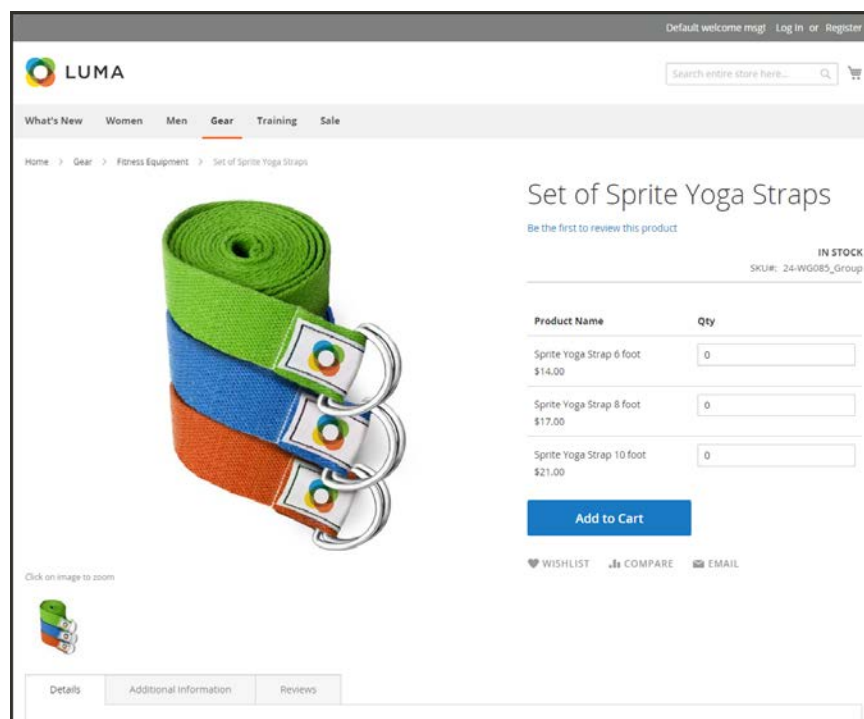 Default welcome msg! Log In or Register
LUMA
Search entire store here...
What's New Women Men Gear Training Sale
Home > Gear > Fitness Equipment > Set of Sprite Yoga Straps
Set of Sprite Yoga Straps
Be the first to review this product
IN STOCK
SKU#: 24-WG085_Group
Product Name Qty
Sprite Yoga Strap 6 foot
$14.00
0
Sprite Yoga Strap 8 foot
$17.00
0
Sprite Yoga Strap 10 foot
$21.00
0
Add to Cart
WISHLIST COMPARE EMAIL
Click on image to zoom
Details Additional Information Reviews